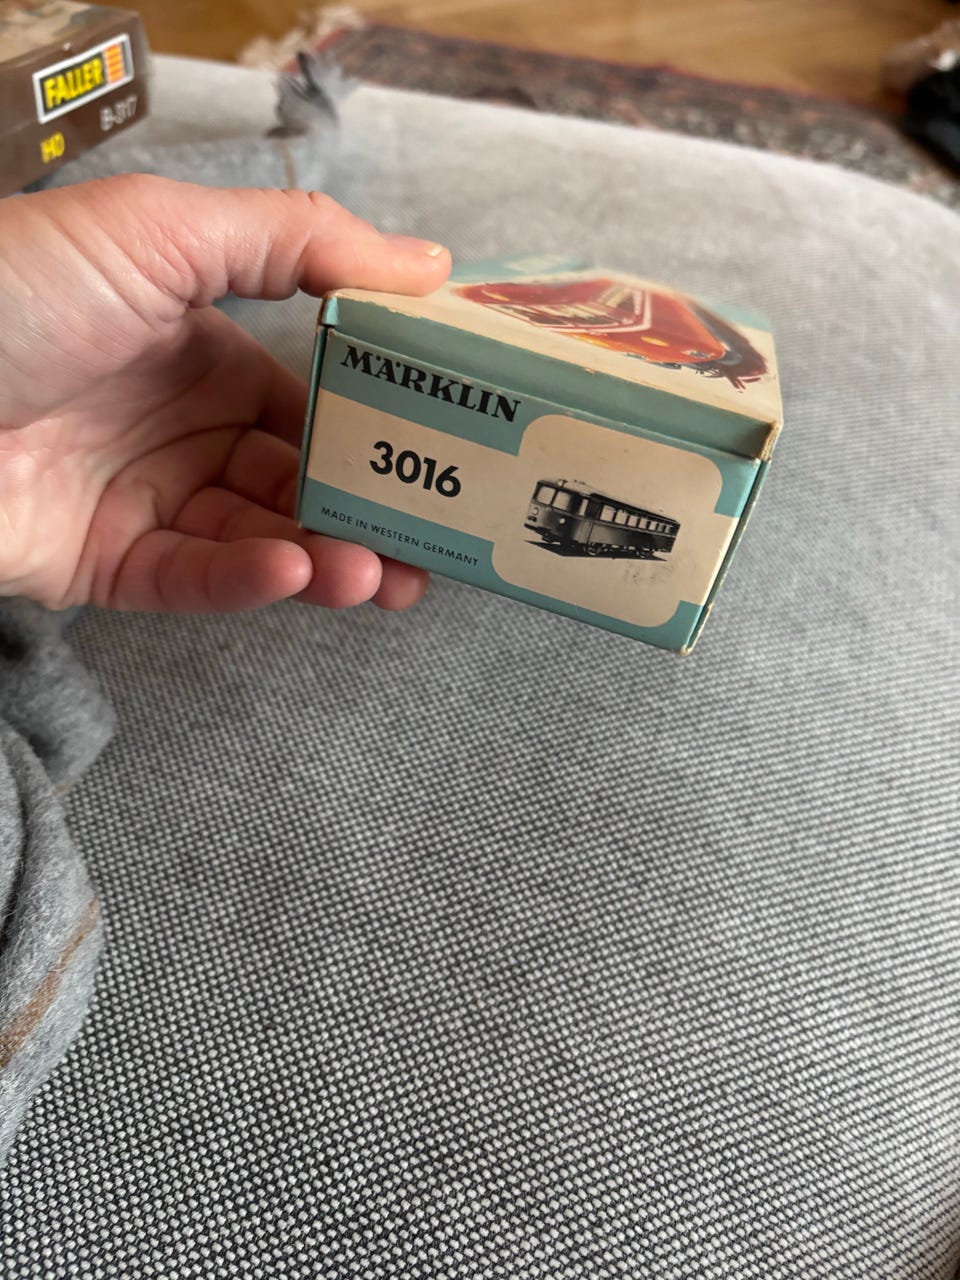 FALLER
B-317
H0
MÄRKLIN
3016
MADE IN WESTERN GERMANY